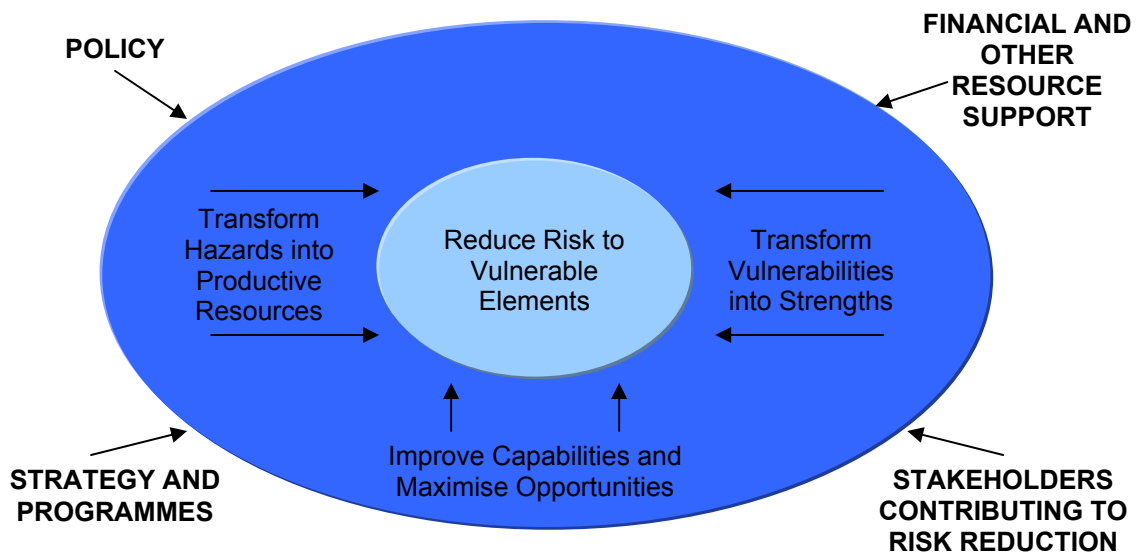 POLICY
FINANCIAL AND
OTHER
RESOURCE
SUPPORT
Transform
Hazards into
Productive
Resources
Reduce Risk to
Vulnerable
Elements
Transform
Vulnerabilities
into Strengths
Improve Capabilities and
Maximise Opportunities
STRATEGY AND
PROGRAMMES
STAKEHOLDERS
CONTRIBUTING TO
RISK REDUCTION